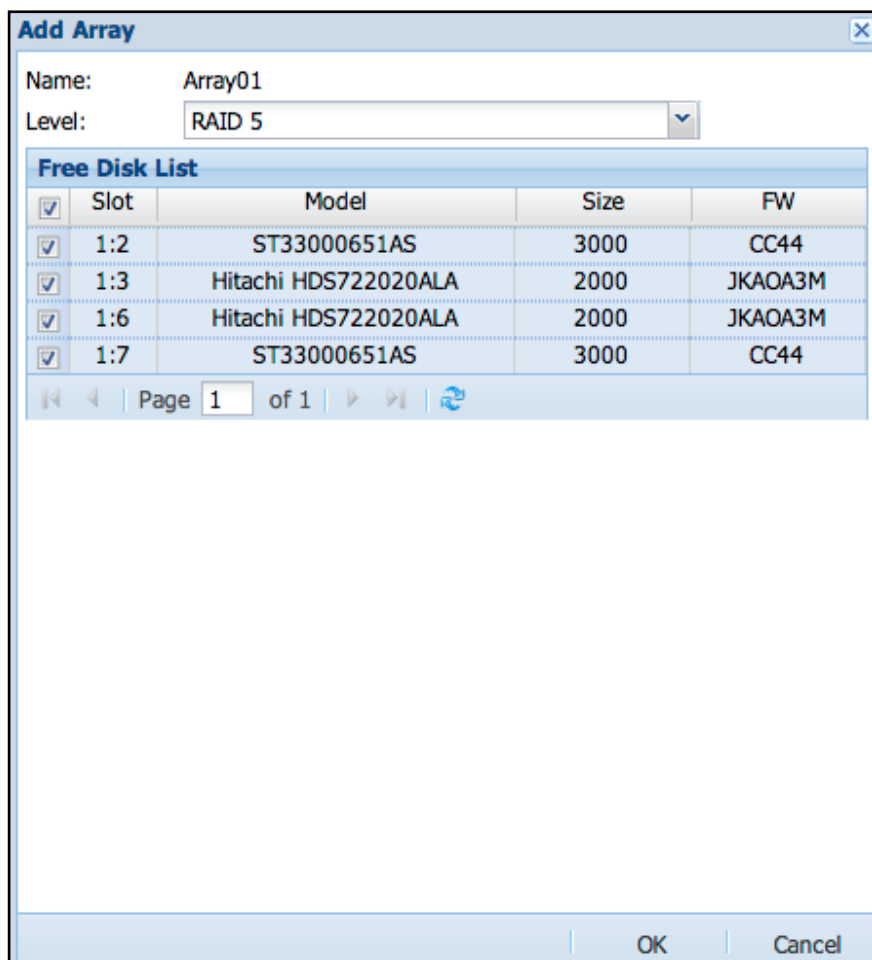 Add Array
Name: Array01
Level: RAID 5
Free Disk List
Slot Model Size FW
1:2 ST33000651AS 3000 CC44
1:3 Hitachi HDS722020ALA 2000 JKAOA3M
1:6 Hitachi HDS722020ALA 2000 JKAOA3M
1:7 ST33000651AS 3000 CC44
Page 1 of 1
OK Cancel